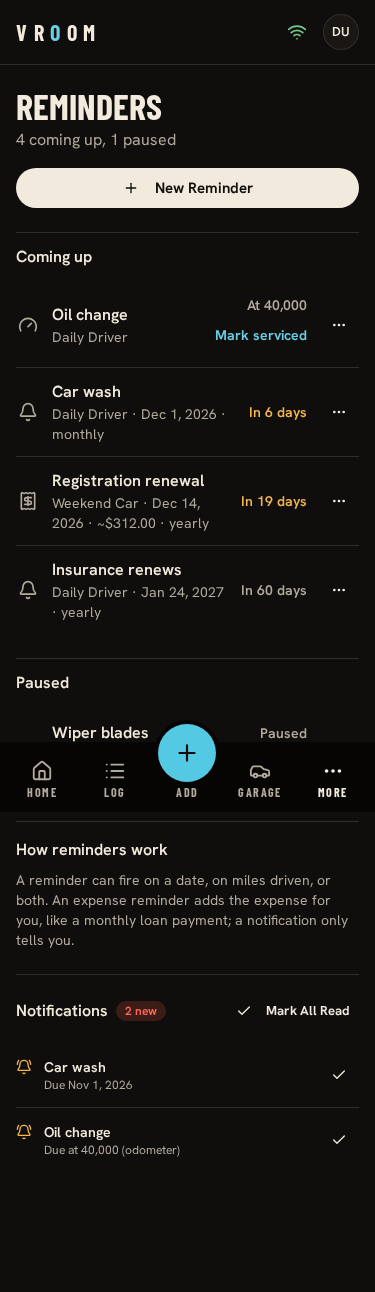 VROOM
DU
REMINDERS
4 coming up, 1 paused
New Reminder
Coming up
Oil change
Daily Driver
At 40,000
Mark serviced
Car wash
Daily Driver · Dec 1, 2026 ·
monthly
In 6 days
Registration renewal
Weekend Car · Dec 14,
2026 · ~$312.00 · yearly
In 19 days
Insurance renews
Daily Driver · Jan 24, 2027
· yearly
In 60 days
Paused
Wiper blades
Paused
HOME
LOG
ADD
GARAGE
MORE
How reminders work
A reminder can fire on a date, on miles driven, or
both. An expense reminder adds the expense for
you, like a monthly loan payment; a notification only
tells you.
Notifications
2 new
Mark All Read
Car wash
Due Nov 1, 2026
Oil change
Due at 40,000 (odometer)